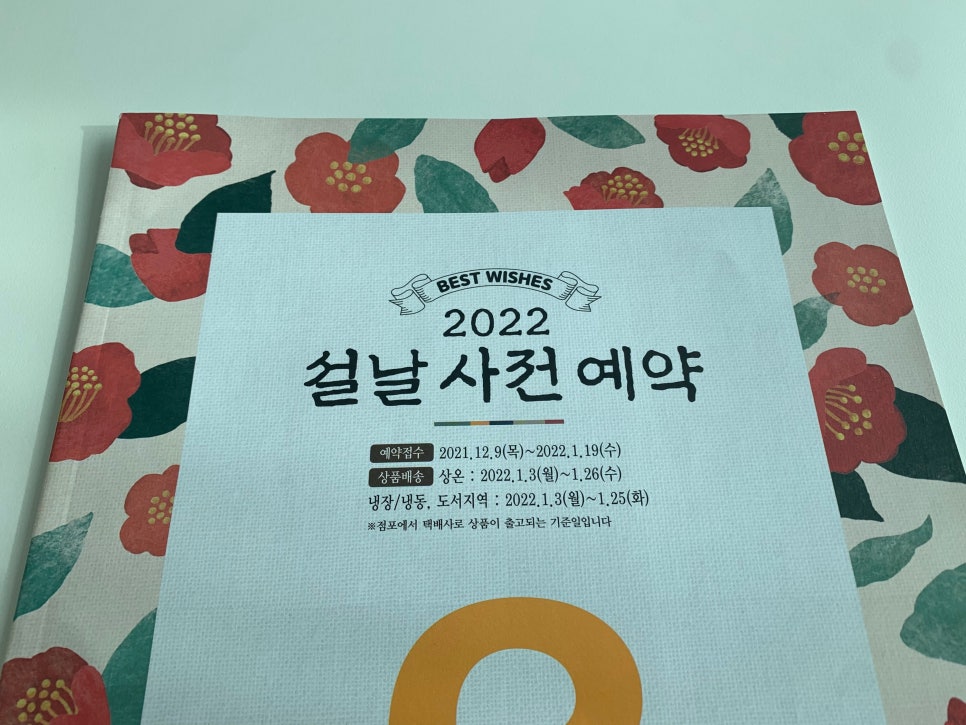 BEST WISHES
2022
설날 사전 예약
예약접수 2021.12.9(목)~2022.1.19(수)
상품배송 상온 : 2022.1.3(월)~1.26(수)
냉장/냉동, 도서지역 : 2022.1.3(월)~1.25(화)
※점포에서 택배사로 상품이 출고되는 기준일입니다